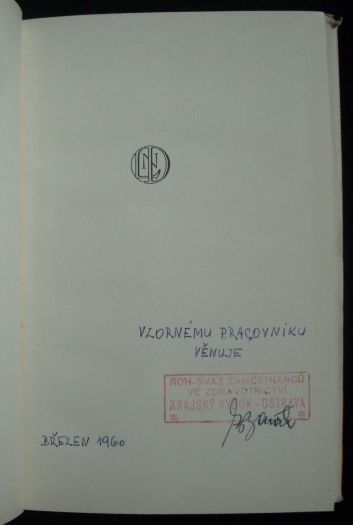 VZORNÉMU PRACOVNÍKU
VĚNUJE
ROH-SVAZ ZAMĚSTNANCŮ
VE ZDRAVOTNICTVÍ
KRAJSKÝ VÝBOR - OSTRAVA
BŘEZEN 1960